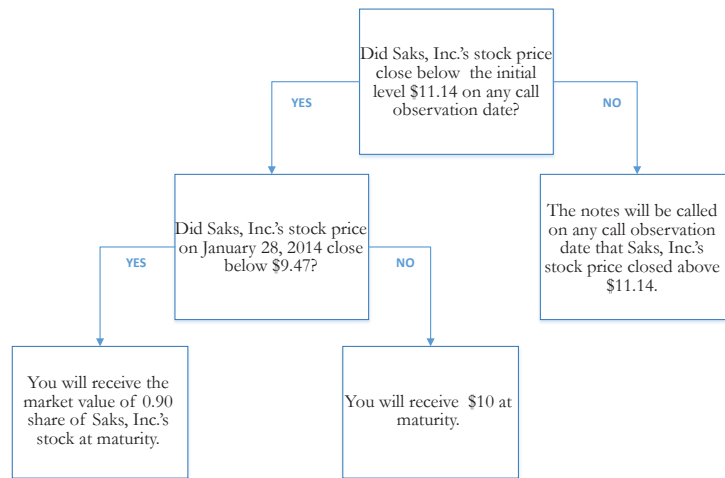 Did Saks, Inc.'s stock price
close below the initial
level $11.14 on any call
observation date?
YES
NO
Did Saks, Inc.'s stock price
on January 28, 2014 close
below $9.47?
The notes will be called
on any call observation
date that Saks, Inc.'s
stock price closed above
$11.14.
YES
NO
You will receive the
market value of 0.90
share of Saks, Inc.'s
stock at maturity.
You will receive $10 at
maturity.